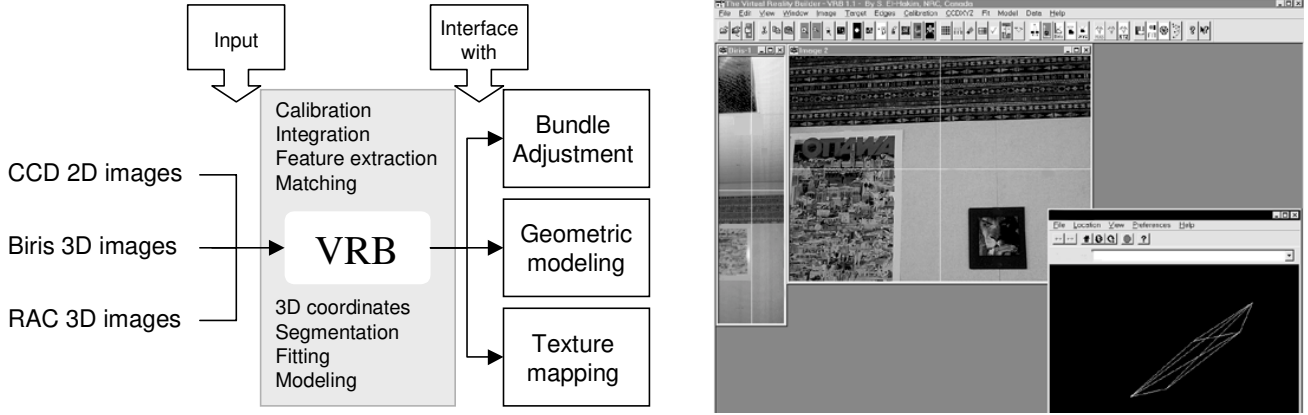 Input
Interface
with
Calibration
Integration
Feature extraction
Matching
CCD 2D images
Biris 3D images
RAC 3D images
VRB
3D coordinates
Segmentation
Fitting
Modeling
Bundle
Adjustment
Geometric
modeling
Texture
mapping
The Virtual Reality Builder - VRB 1.1 - By S. El-Hakim, NRC, Canada
File Edit View Window Image Target Edges Calibration CCDXYZ Fit Model Data Help
Biris-1
Image 2
OTTAWA
File Location View Preferences Help